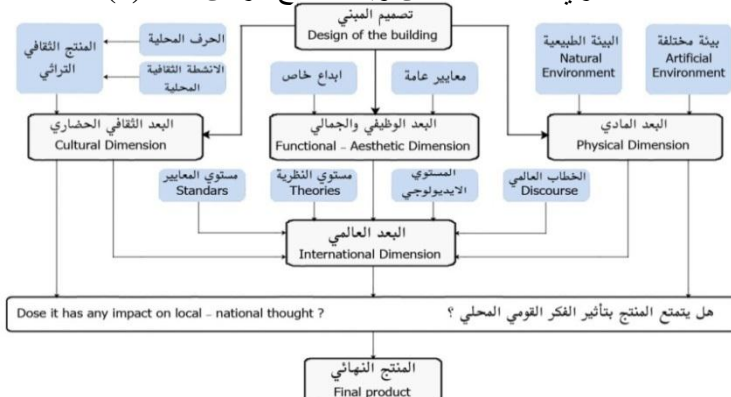 تصميم المبني
Design of the building
المنتج الثقافي
التراثي
الحرف المحلية
الانشطة الثقافية
المحلية
ابداع خاص
معايير عامة
البيئة الطبيعية
Natural
Environment
بيئة مختلفة
Artificial
Environment
البعد الثقافي الحضاري
Cultural Dimension
البعد الوظيفي والجمالي
Functional – Aesthetic Dimension
البعد المادي
Physical Dimension
مستوي المعايير
Standars
مستوي النظرية
Theories
المستوي
الايديولوجي
الخطاب العالمي
Discourse
البعد العالمي
International Dimension
Dose it has any impact on local – national thought ?
هل يتمتع المنتج بتأثير الفكر القومي المحلي ؟
المنتج النهائي
Final product